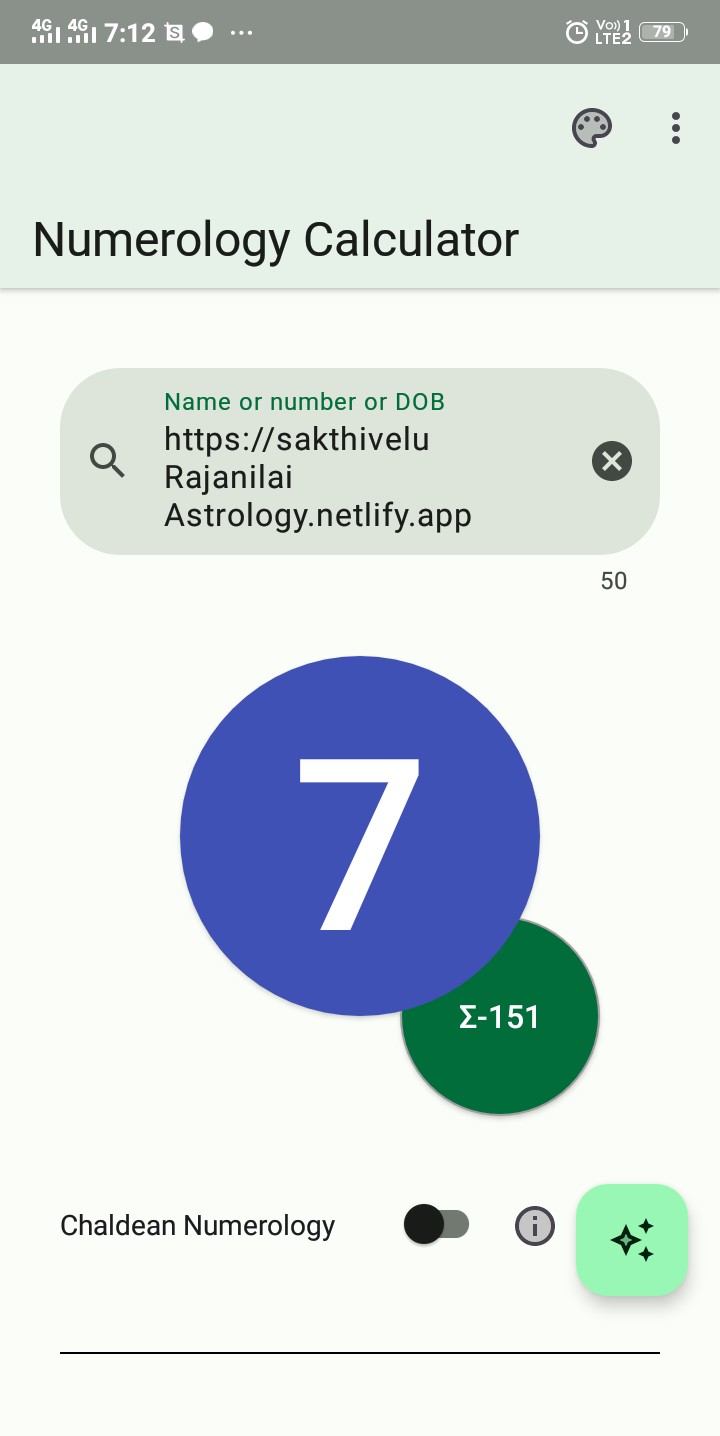 4G 4G 7:12 S ... Vo)) 1 LTE2 79
Numerology Calculator
Name or number or DOB
https://sakthivelu
Rajanilai
Astrology.netlify.app
50
7
Σ-151
Chaldean Numerology